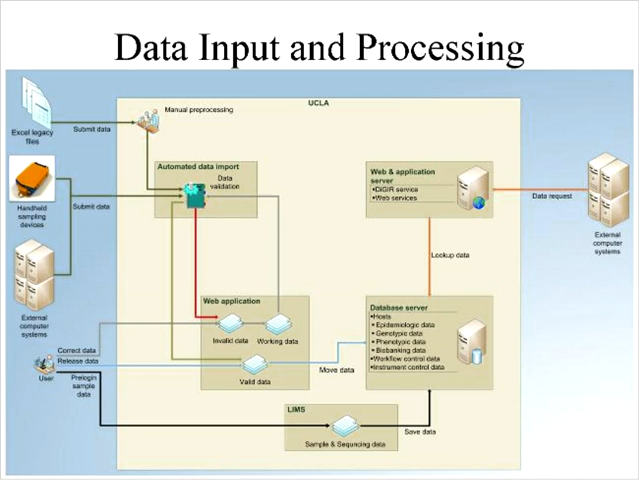 Data Input and Processing
UCLA
Manual preprocessing
Excel legacy
files
Submit data
Automated data import
Data
validation
Handheld
sampling
devices
Submit data
External
computer
systems
Web & application
server
•DiGIR service
•Web services
Data request
External
computer
systems
Lookup data
Web application
Invalid data
Working data
Valid data
Database server
•Hosts
• Epidemiologic data
• Genotypic data
• Phenotypic data
• Biobanking data
•Workflow control data
•Instrument control data
Correct data
Release data
User
Prelogin
sample
data
Move data
LIMS
Sample & Sequncing data
Save data